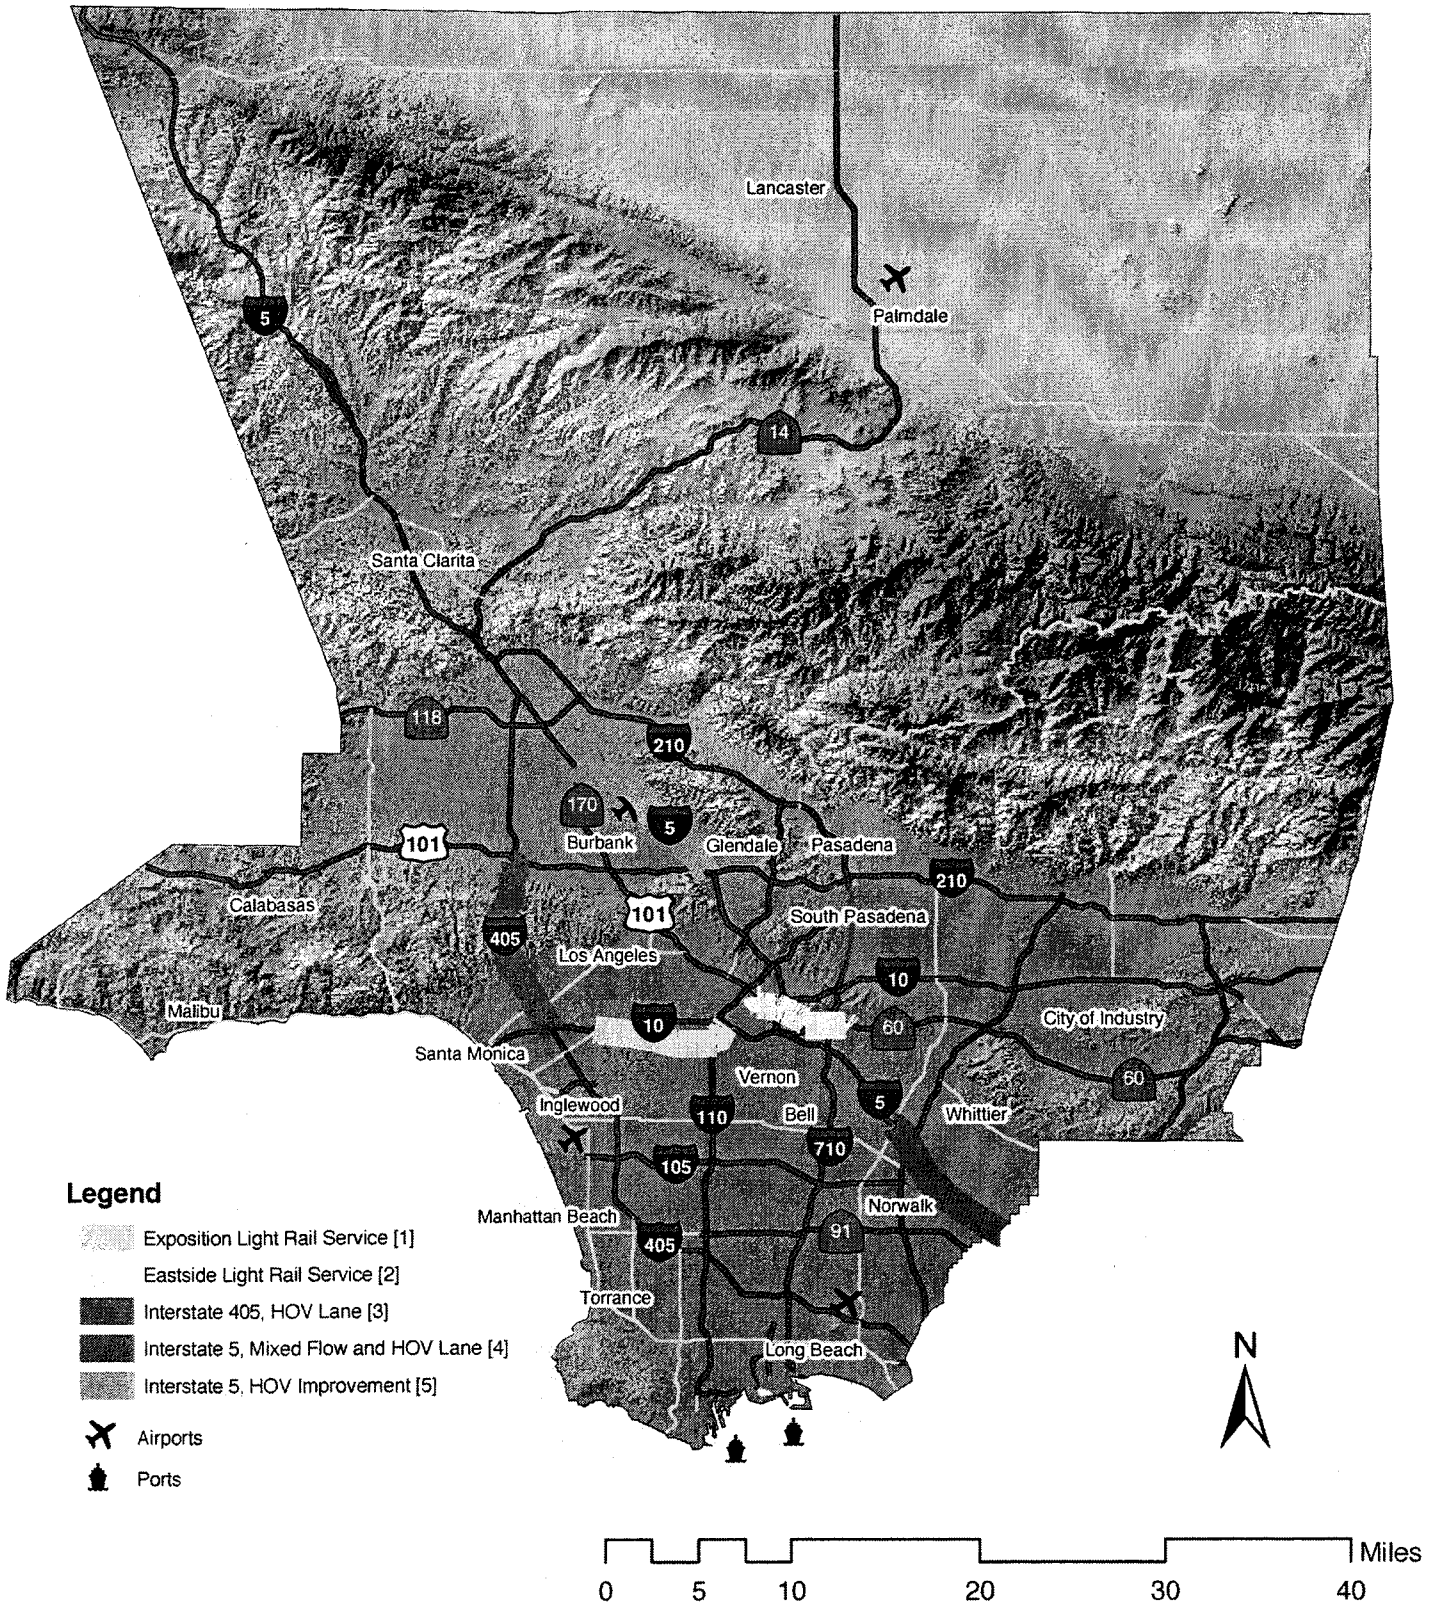 Lancaster
Palmdale
5
14
Santa Clarita
118
210
170
5
101
Burbank
Glendale
Pasadena
210
Calabasas
101
South Pasadena
405
Los Angeles
10
Malibu
10
60
City of Industry
Santa Monica
Vernon
60
Inglewood
110
Bell
5
Whittier
710
105
Norwalk
Manhattan Beach
405
91
Torrance
Long Beach
Legend
Exposition Light Rail Service [1]
Eastside Light Rail Service [2]
Interstate 405, HOV Lane [3]
Interstate 5, Mixed Flow and HOV Lane [4]
Interstate 5, HOV Improvement [5]
Airports
Ports
N
Miles
0 5 10 20 30 40